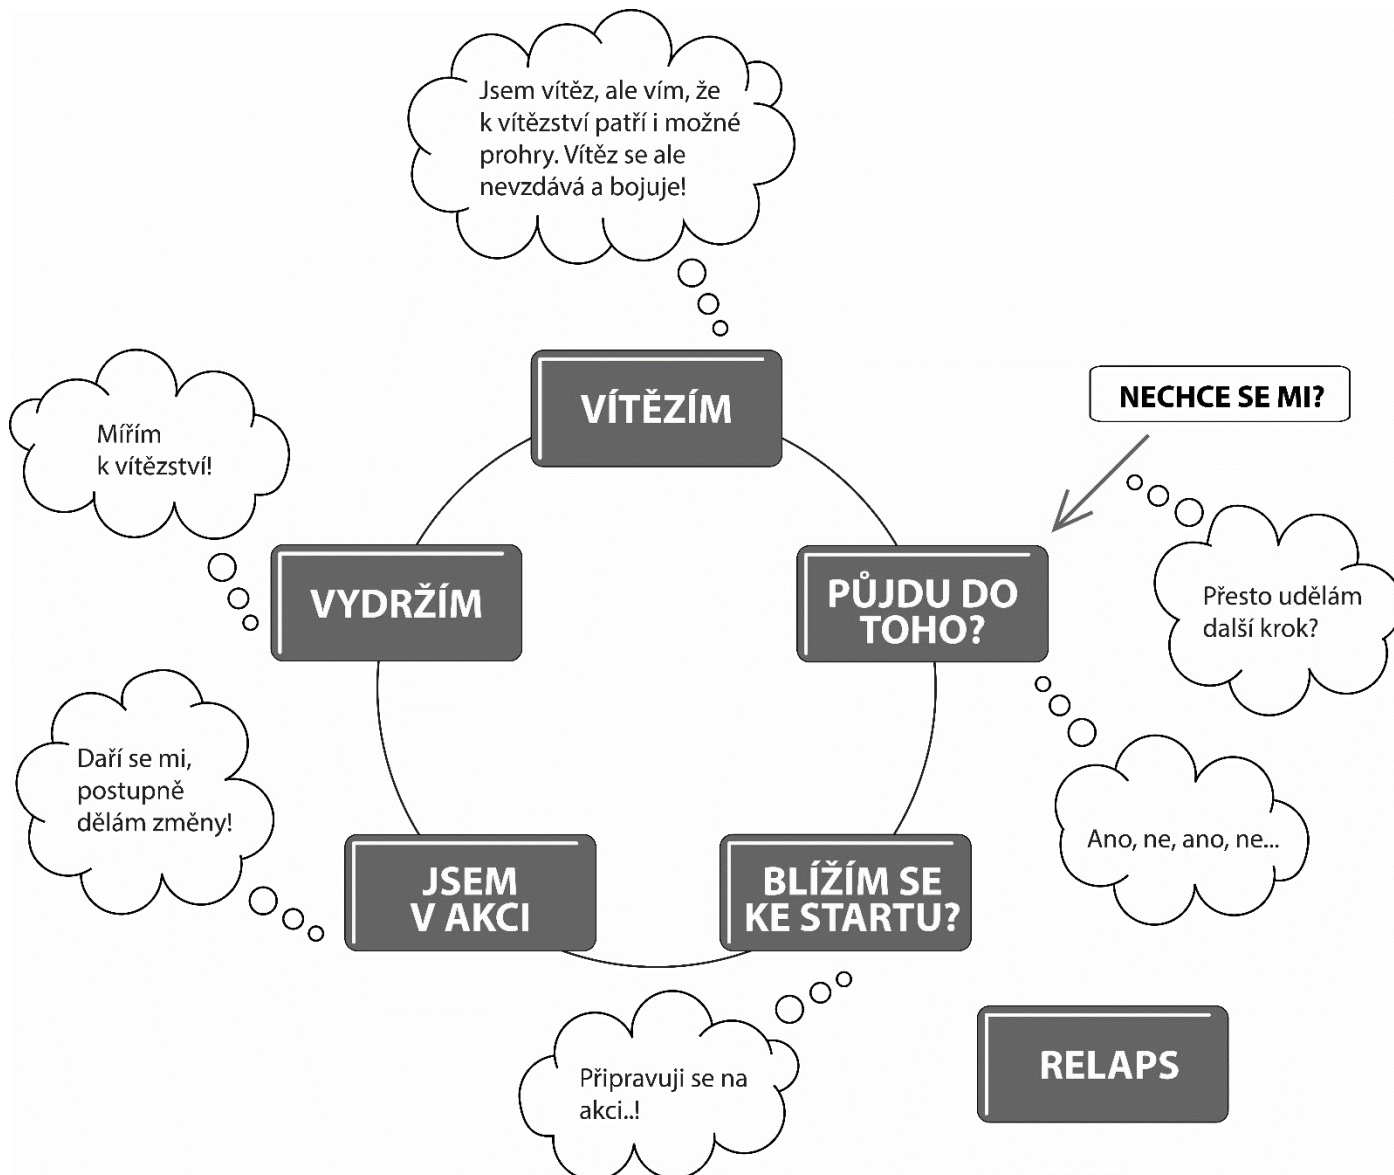 Jsem vítěz, ale vím, že
k vítězství patří i možné
prohry. Vítěz se ale
nevzdává a bojuje!
VÍTĚZÍM
NECHCE SE MI?
Mířím
k vítězství!
VYDRŽÍM
PŮJDU DO
TOHO?
Přesto udělám
další krok?
Daří se mi,
postupně
dělám změny!
Ano, ne, ano, ne...
JSEM
V AKCI
BLÍŽÍM SE
KE STARTU?
Připravuji se na
akci..!
RELAPS